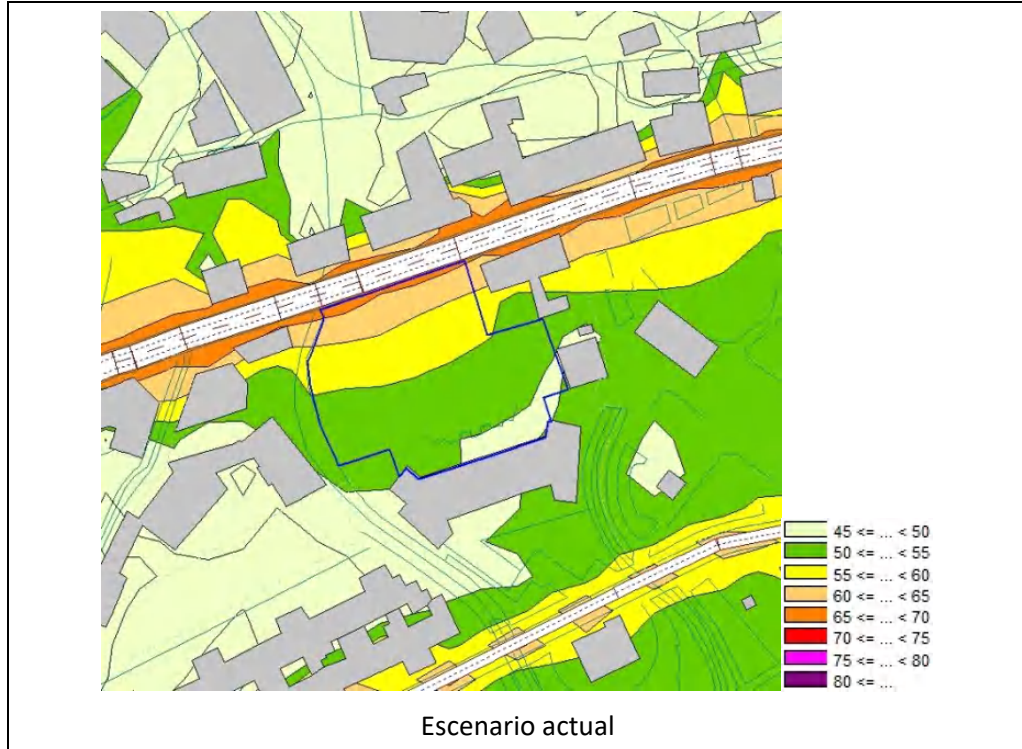 45 <= ... < 50
50 <= ... < 55
55 <= ... < 60
60 <= ... < 65
65 <= ... < 70
70 <= ... < 75
75 <= ... < 80
80 <= ...
Escenario actual